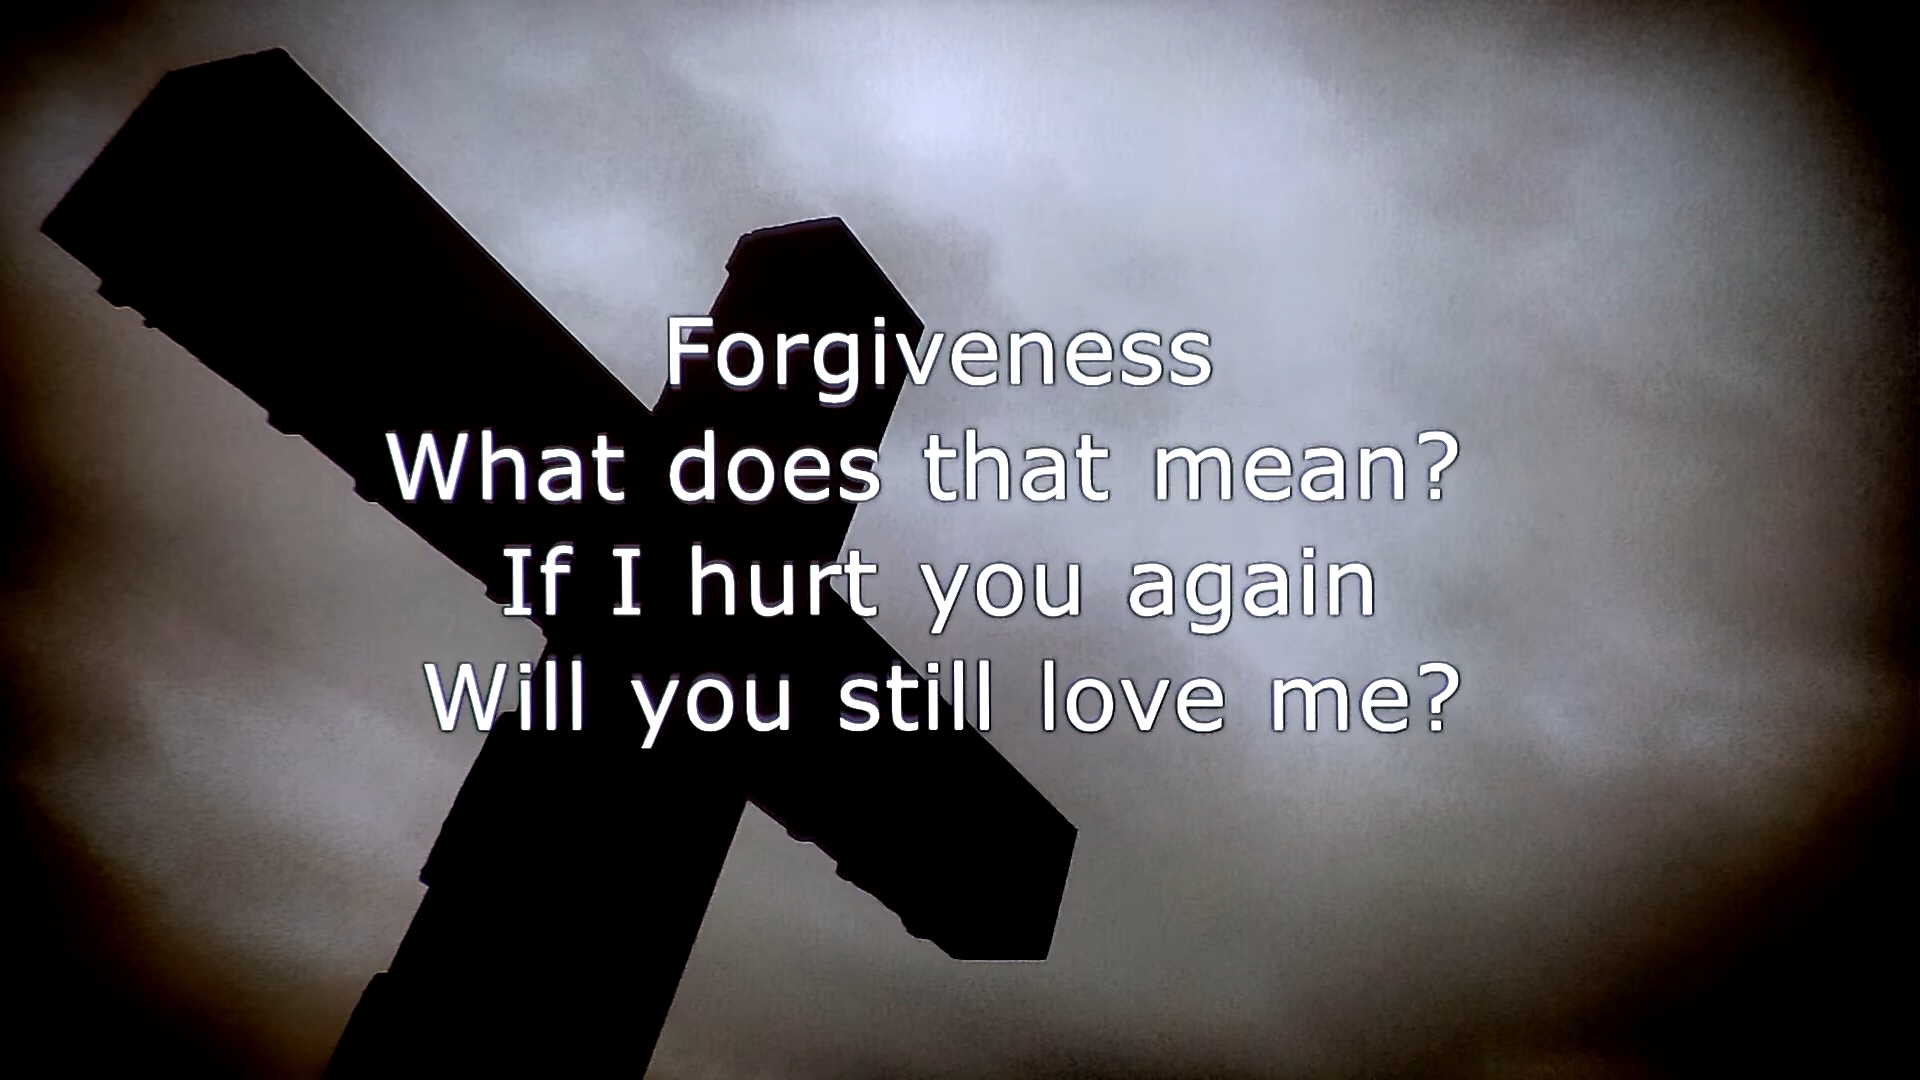 Forgiveness
What does that mean?
If I hurt you again
Will you still love me?